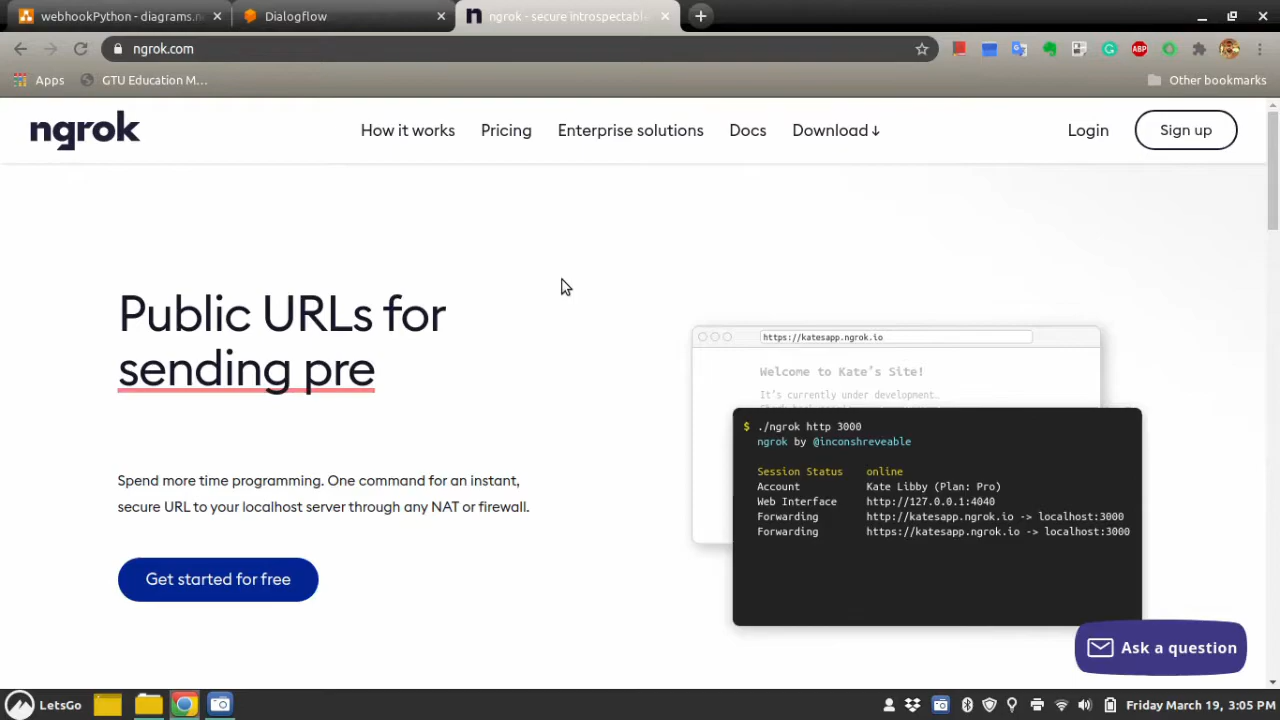 webhookPython - diagrams.n
Dialogflow
ngrok - secure introspectable
ngrok.com
ABP
Apps
GTU Education M...
Other bookmarks
ngrok
How it works
Pricing
Enterprise solutions
Docs
Download ↓
Login
Sign up
Public URLs for
sending pre
Spend more time programming. One command for an instant,
secure URL to your localhost server through any NAT or firewall.
Get started for free
https://katesapp.ngrok.io
Welcome to Kate's Site!
It's currently under development…
$ ./ngrok http 3000
ngrok by @inconshreveable
Session Status online
Account Kate Libby (Plan: Pro)
Web Interface http://127.0.0.1:4040
Forwarding http://katesapp.ngrok.io -> localhost:3000
Forwarding https://katesapp.ngrok.io -> localhost:3000
Ask a question
LetsGo
Friday March 19, 3:05 PM